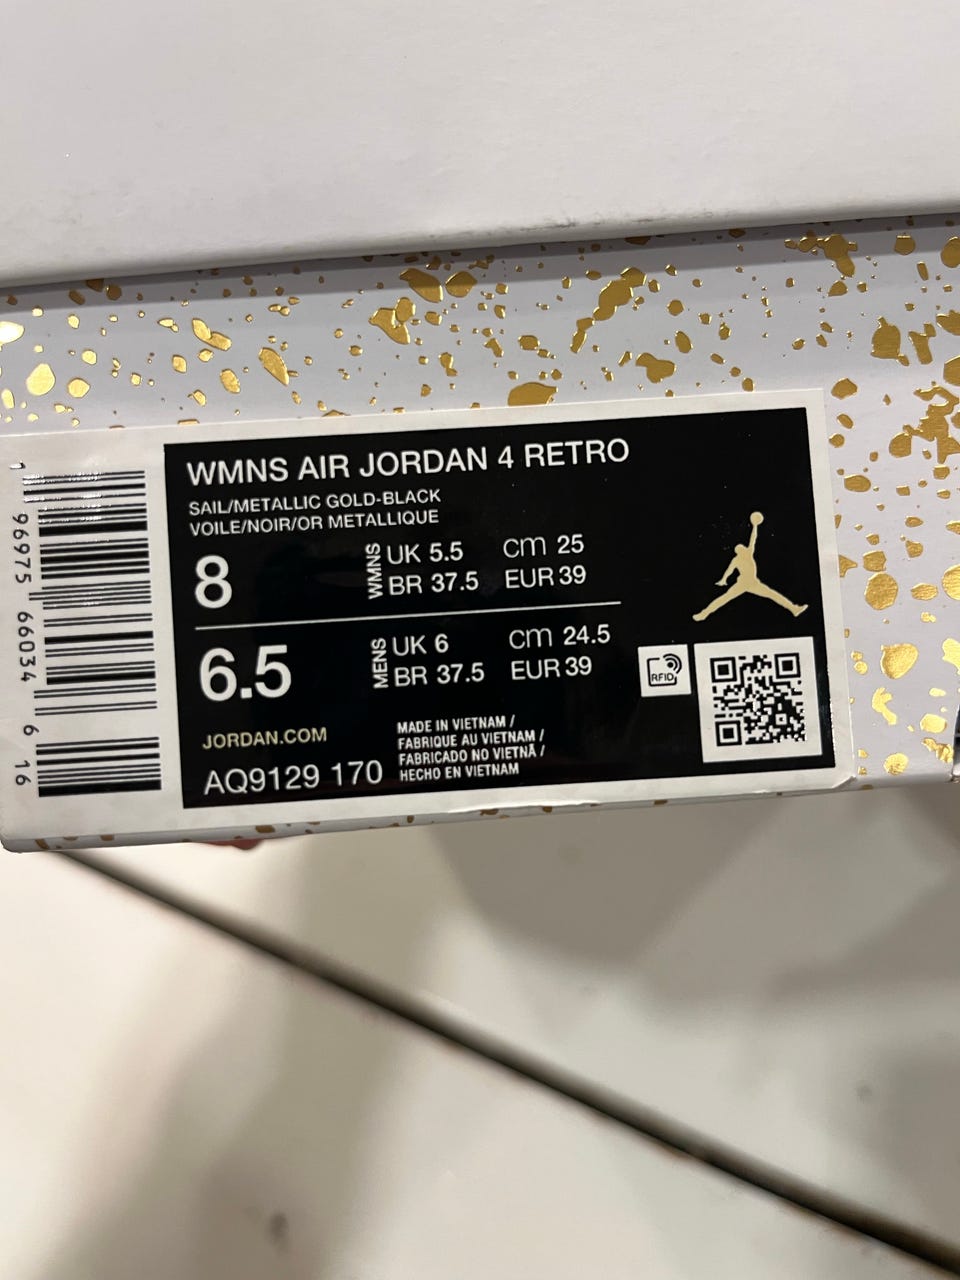 WMNS AIR JORDAN 4 RETRO
SAIL/METALLIC GOLD-BLACK
VOILE/NOIR/OR METALLIQUE
8
WMNS
UK 5.5 cm 25
BR 37.5 EUR 39
6.5
MENS
UK 6 cm 24.5
BR 37.5 EUR 39
RFID
JORDAN.COM
AQ9129 170
MADE IN VIETNAM /
FABRIQUE AU VIETNAM /
FABRICADO NO VIETNÃ /
HECHO EN VIETNAM
1 96975 66034 6 16